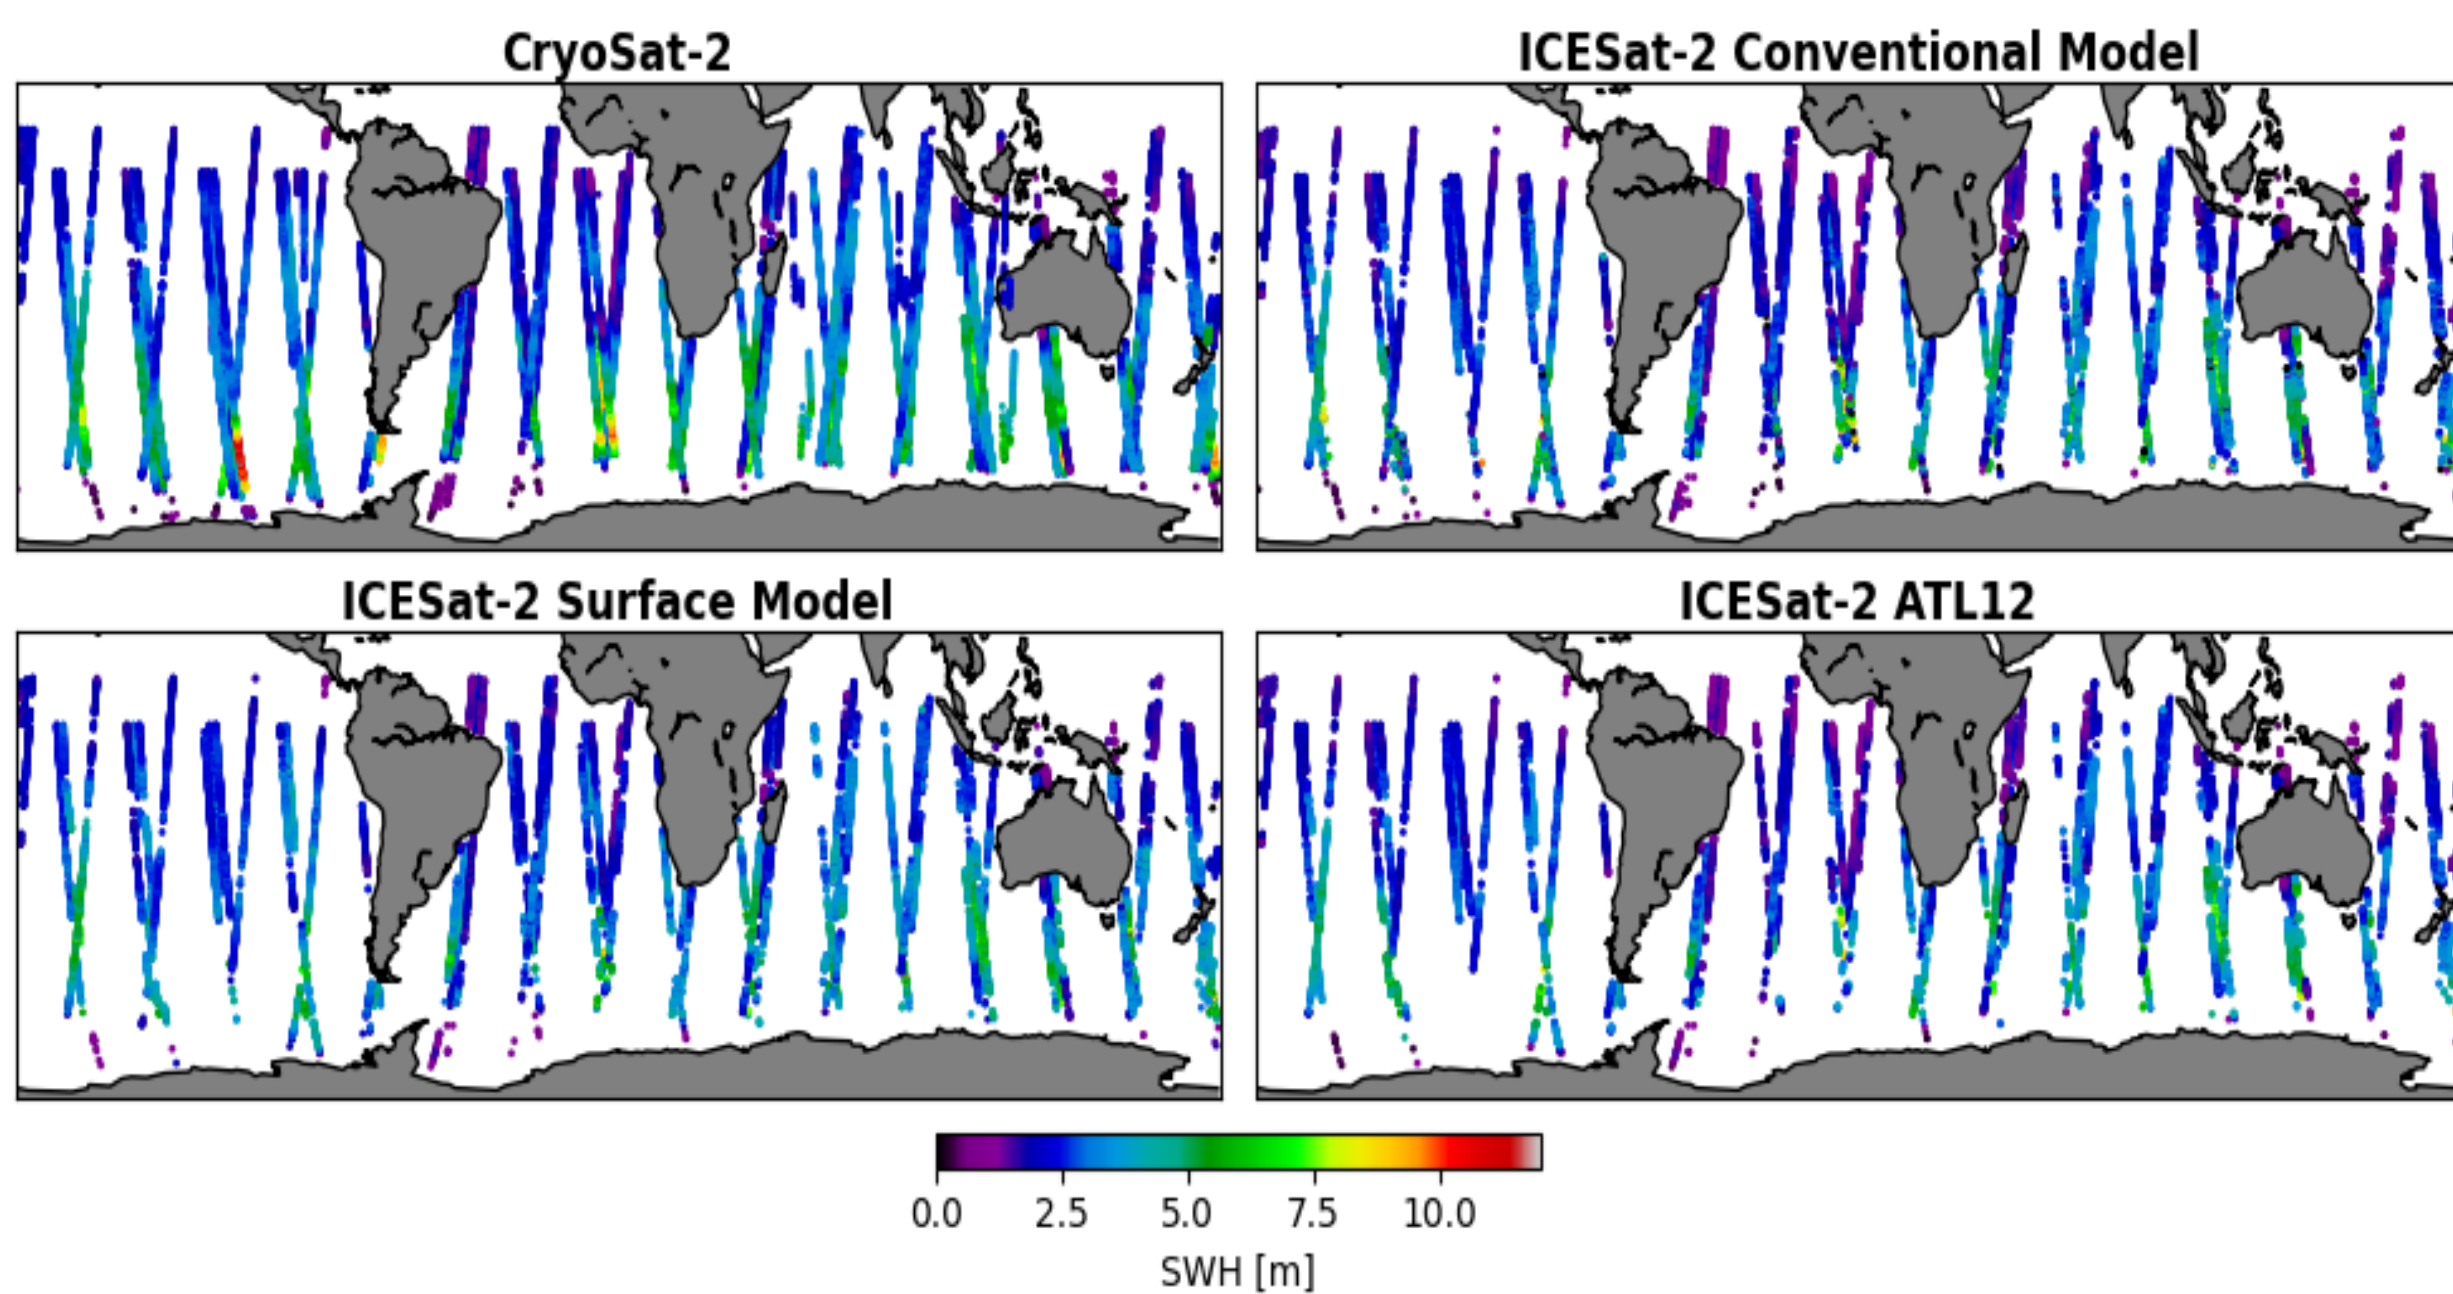 CryoSat-2
ICESat-2 Conventional Model
ICESat-2 Surface Model
ICESat-2 ATL12
0.0 2.5 5.0 7.5 10.0
SWH [m]